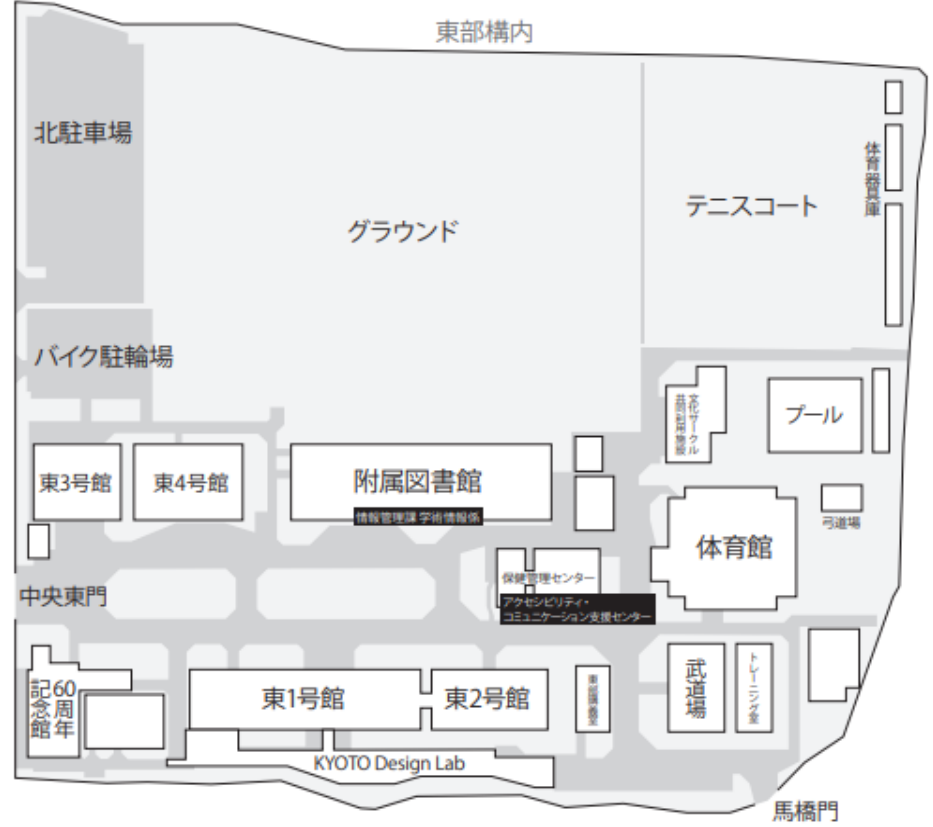 東部構内
北駐車場
体育器具庫
テニスコート
グラウンド
バイク駐輪場
文化サークル
共同利用施設
プール
東3号館
東4号館
附属図書館
情報管理課 学術情報係
弓道場
体育館
保健管理センター
アクセシビリティ・
コミュニケーション支援センター
中央東門
60周年
記念館
東1号館
東2号館
東部講義室
武道場
トレーニング室
KYOTO Design Lab
馬橋門